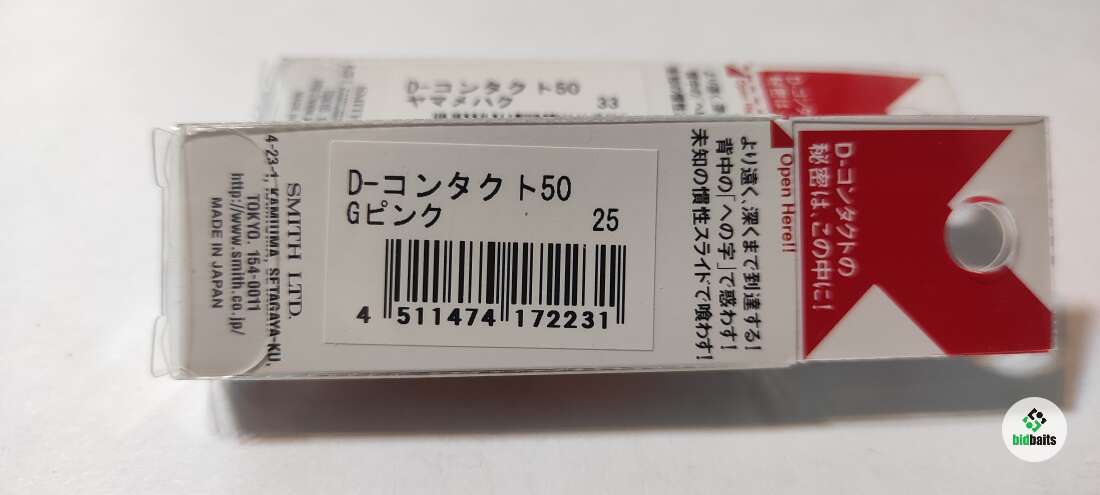 D-コンタクト50
ヤマメハク
33
D-コンタクト50
Gピンク
25
4 511474 172231
SMITH LTD.
4-23-1, KAMIUMA, SETAGAYA-KU,
TOKYO. 154-0011
http://www.smith.co.jp/
MADE IN JAPAN
より遠く、深くまで到達する!
背中の「への字」で惑わす!
未知の慣性スライドで喰わす!
Open Here!!
D-コンタクトの
秘密は、この中に!
bidbaits